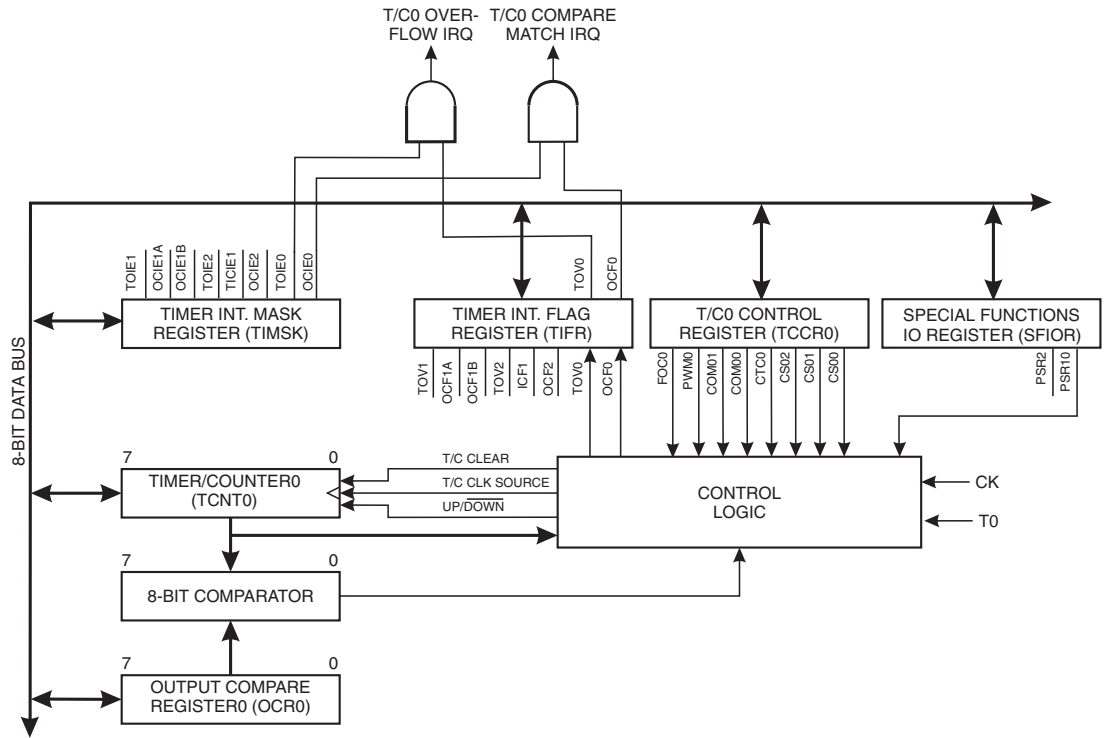 T/C0 OVER-
FLOW IRQ
T/C0 COMPARE
MATCH IRQ
8-BIT DATA BUS
TOIE1
OCIE1A
OCIE1B
TOIE2
TICIE1
OCIE2
TOIE0
OCIE0
TOV0
OCF0
TIMER INT. MASK
REGISTER (TIMSK)
TIMER INT. FLAG
REGISTER (TIFR)
T/C0 CONTROL
REGISTER (TCCR0)
SPECIAL FUNCTIONS
IO REGISTER (SFIOR)
TOV1
OCF1A
OCF1B
TOV2
ICF1
OCF2
TOV0
OCF0
FOC0
PWM0
COM01
COM00
CTC0
CS02
CS01
CS00
PSR2
PSR10
7 0
TIMER/COUNTER0
(TCNT0)
T/C CLEAR
T/C CLK SOURCE
UP/DOWN
CONTROL
LOGIC
CK
T0
7 0
8-BIT COMPARATOR
7 0
OUTPUT COMPARE
REGISTER0 (OCR0)